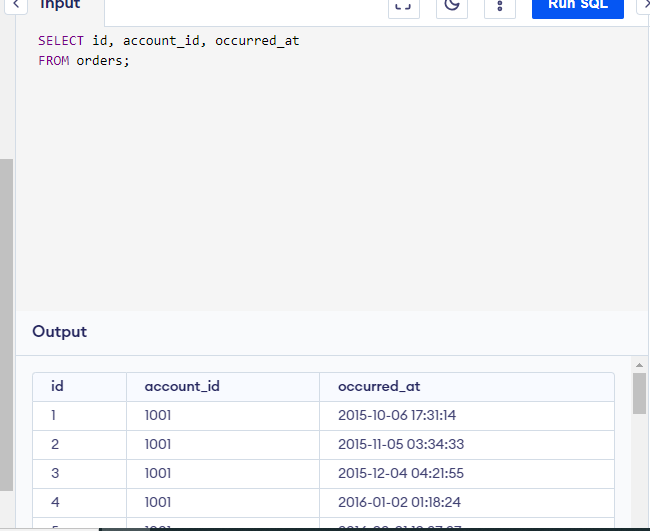 Input
Run SQL
SELECT id, account_id, occurred_at
FROM orders;
Output
id account_id occurred_at
1 1001 2015-10-06 17:31:14
2 1001 2015-11-05 03:34:33
3 1001 2015-12-04 04:21:55
4 1001 2016-01-02 01:18:24